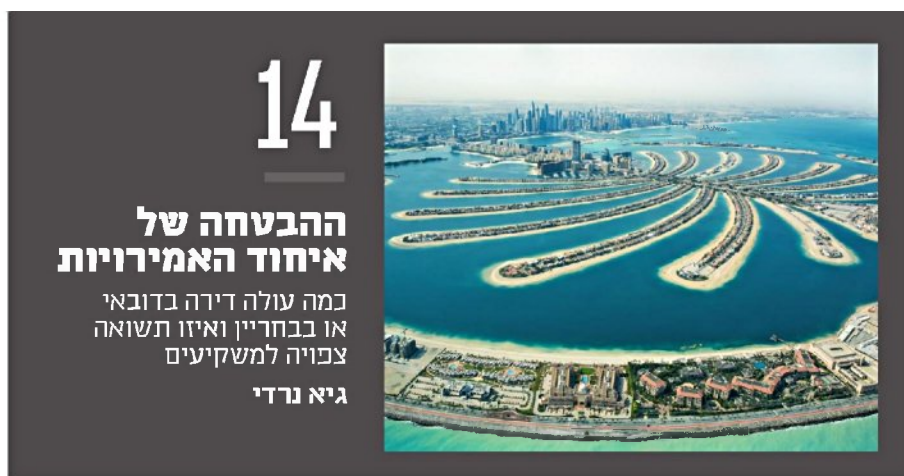 14
ההבטחה של
איחוד האמירויות
כמה עולה דירה בדובאי
או בבחריין ואיזו תשואה
צפויה למשקיעים
גיא נרדי